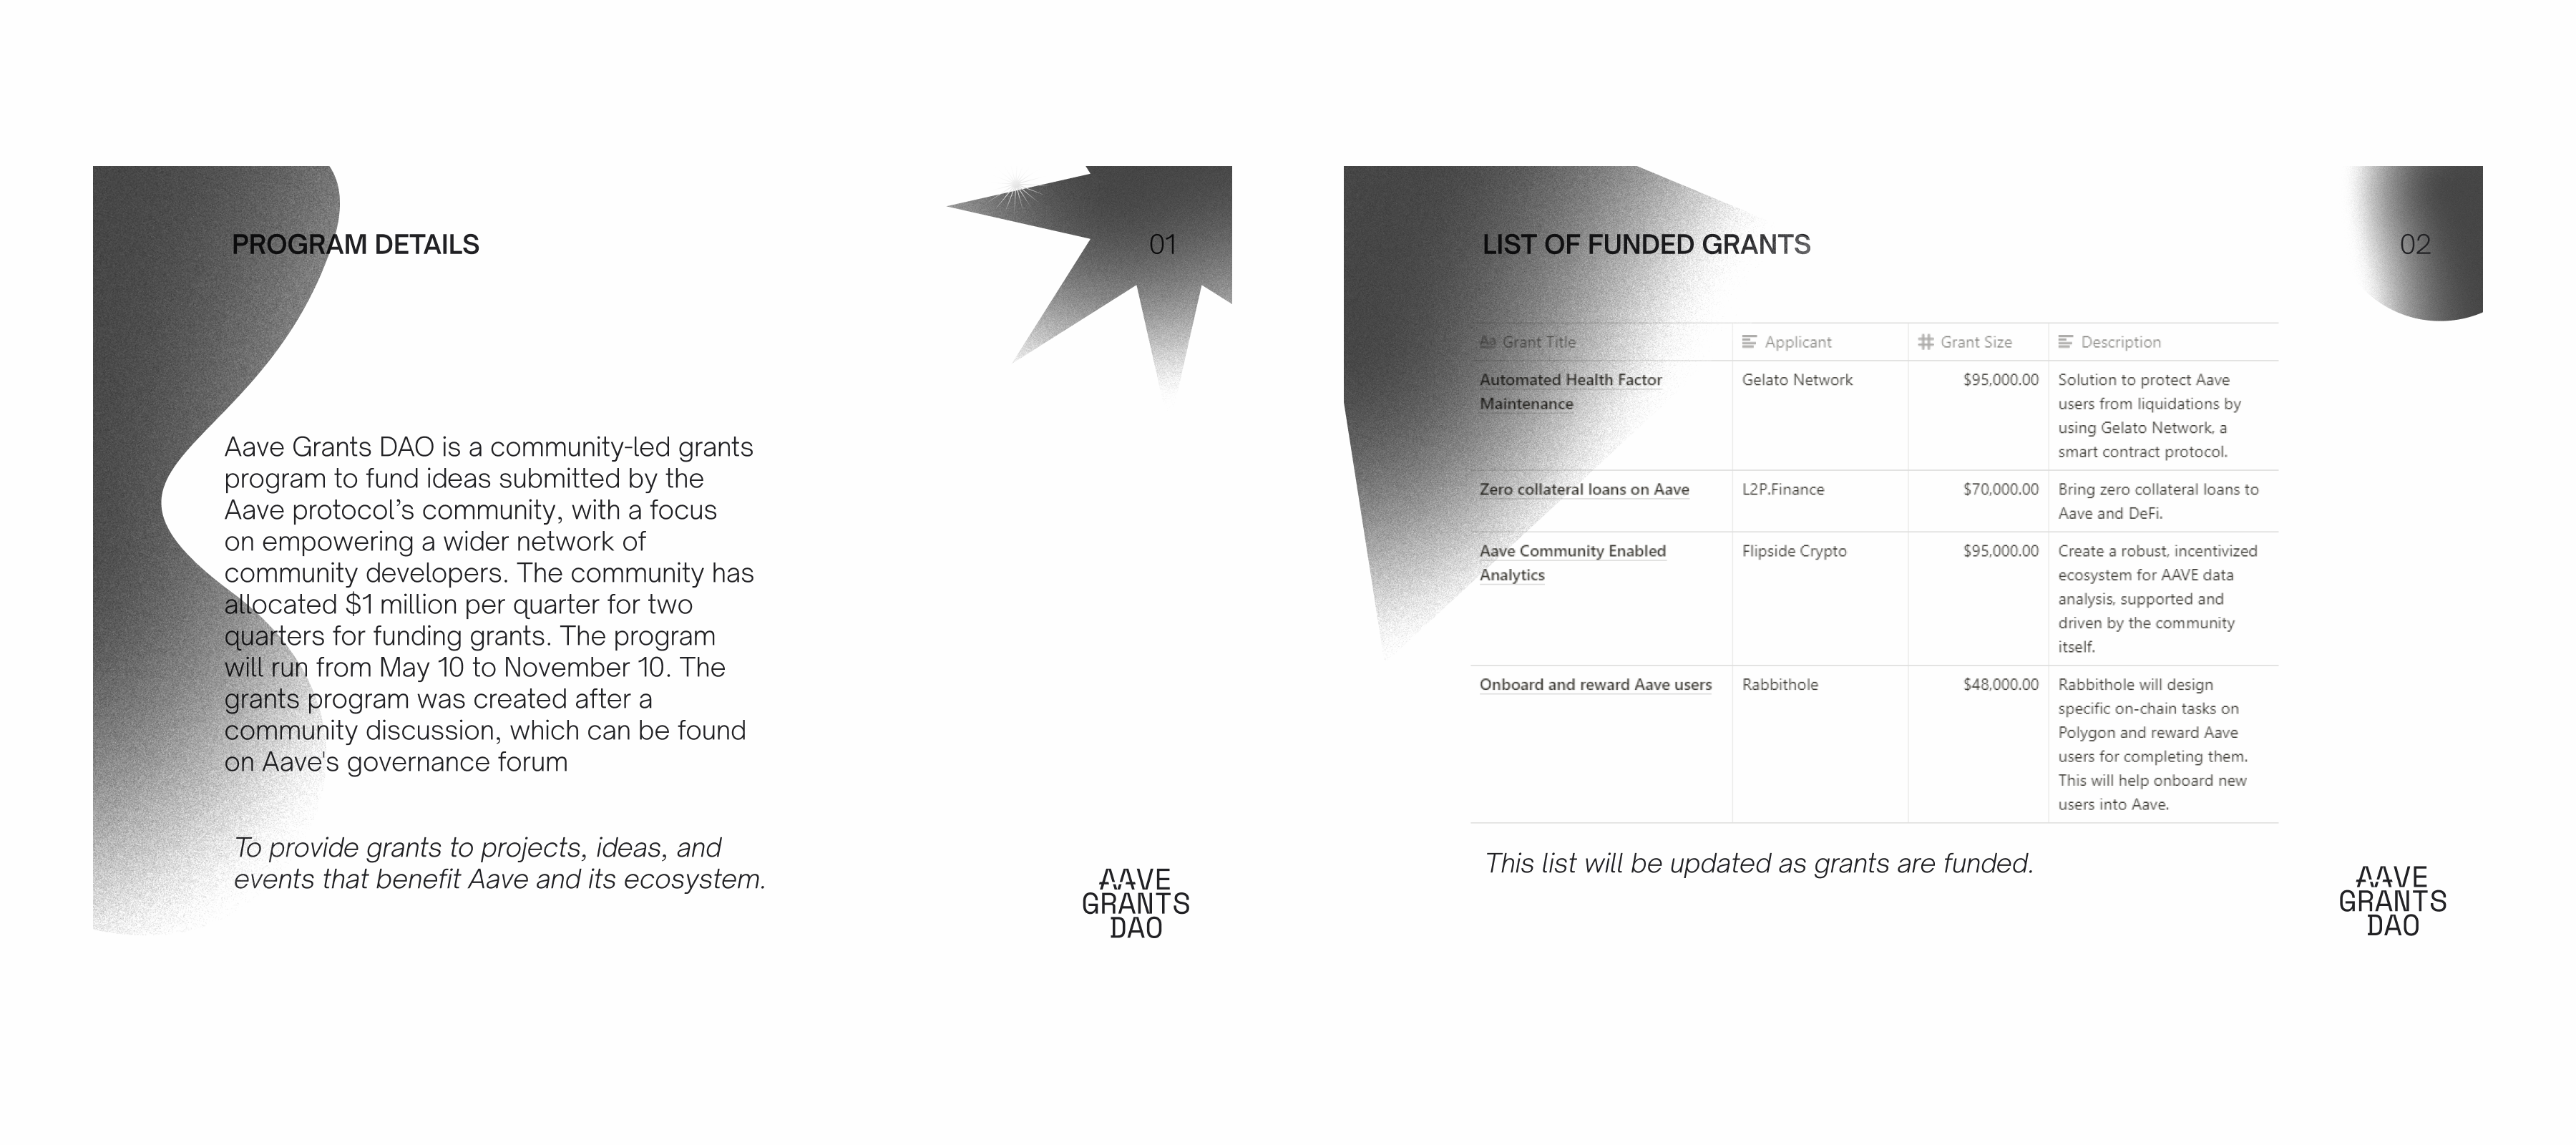 PROGRAM DETAILS
01
Aave Grants DAO is a community-led grants
program to fund ideas submitted by the
Aave protocol’s community, with a focus
on empowering a wider network of
community developers. The community has
allocated $1 million per quarter for two
quarters for funding grants. The program
will run from May 10 to November 10. The
grants program was created after a
community discussion, which can be found
on Aave's governance forum
To provide grants to projects, ideas, and
events that benefit Aave and its ecosystem.
AAVE
GRANTS
DAO
LIST OF FUNDED GRANTS
02
Aa Grant Title
Applicant
# Grant Size
Description
Automated Health Factor
Maintenance
Gelato Network
$95,000.00
Solution to protect Aave
users from liquidations by
using Gelato Network, a
smart contract protocol.
Zero collateral loans on Aave
L2P.Finance
$70,000.00
Bring zero collateral loans to
Aave and DeFi.
Aave Community Enabled
Analytics
Flipside Crypto
$95,000.00
Create a robust, incentivized
ecosystem for AAVE data
analysis, supported and
driven by the community
itself.
Onboard and reward Aave users
Rabbithole
$48,000.00
Rabbithole will design
specific on-chain tasks on
Polygon and reward Aave
users for completing them.
This will help onboard new
users into Aave.
This list will be updated as grants are funded.
AAVE
GRANTS
DAO